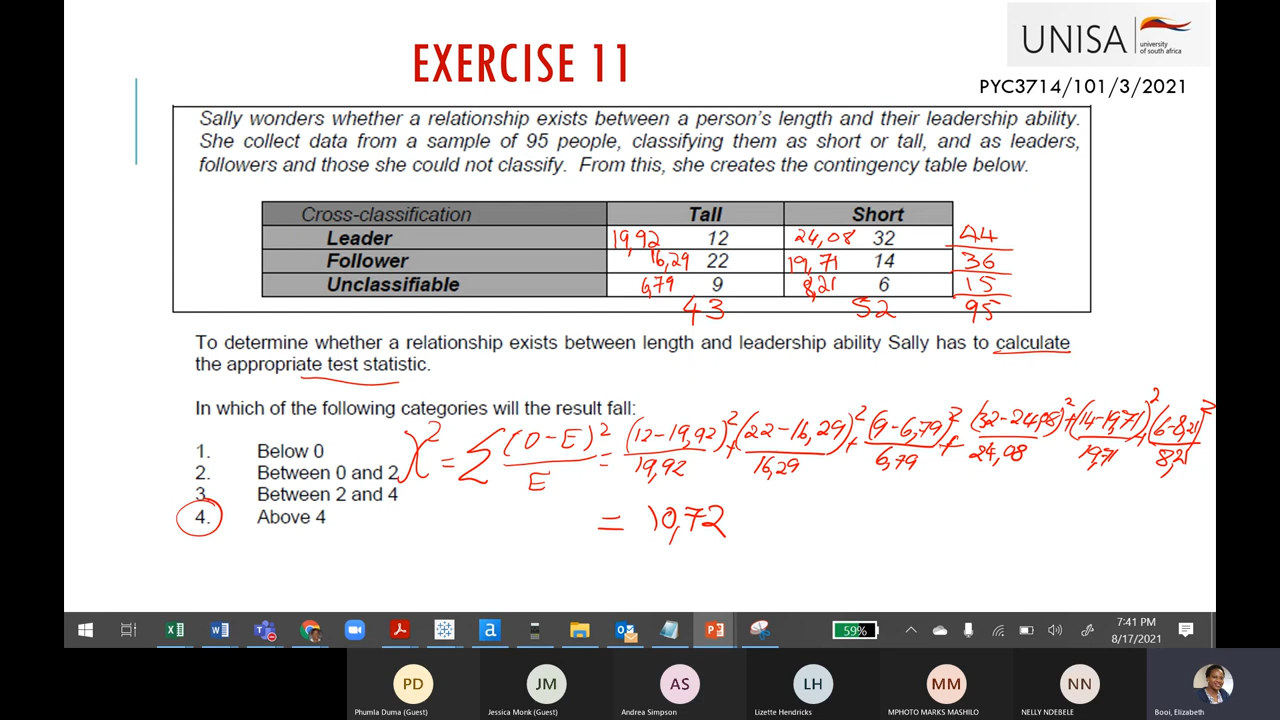 EXERCISE 11
UNISA university of south africa
PYC3714/101/3/2021
Sally wonders whether a relationship exists between a person's length and their leadership ability.
She collect data from a sample of 95 people, classifying them as short or tall, and as leaders,
followers and those she could not classify. From this, she creates the contingency table below.
Cross-classification Tall Short
Leader 19,92 12 24,08 32 44
Follower 16,29 22 19,71 14 36
Unclassifiable 6,79 9 8,21 6 15
43 52 95
To determine whether a relationship exists between length and leadership ability Sally has to calculate
the appropriate test statistic.
In which of the following categories will the result fall:
1. Below 0
2. Between 0 and 2
3. Between 2 and 4
4. Above 4
χ² = Σ (O-E)²/E = (12-19,92)²/19,92 + (22-16,29)²/16,29 + (9-6,79)²/6,79 + (32-24,08)²/24,08 + (14-19,71)²/19,71 + (6-8,21)²/8,21
= 10,72
59% 7:41 PM
8/17/2021
PD JM AS LH MM NN
Phumla Duma (Guest) Jessica Monk (Guest) Andrea Simpson Lizette Hendricks MPHOTO MARKS MASHILO NELLY NDEBELE Booi, Elizabeth